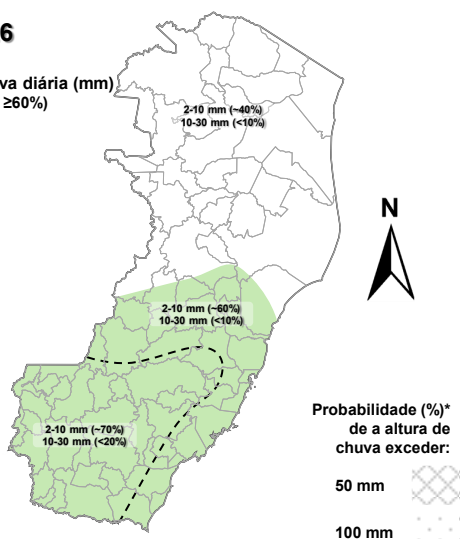 6
va diária (mm)
≥60%)
2-10 mm (~40%)
10-30 mm (<10%)
N
2-10 mm (~60%)
10-30 mm (<10%)
2-10 mm (~70%)
10-30 mm (<20%)
Probabilidade (%)*
de a altura de
chuva exceder:
50 mm
100 mm